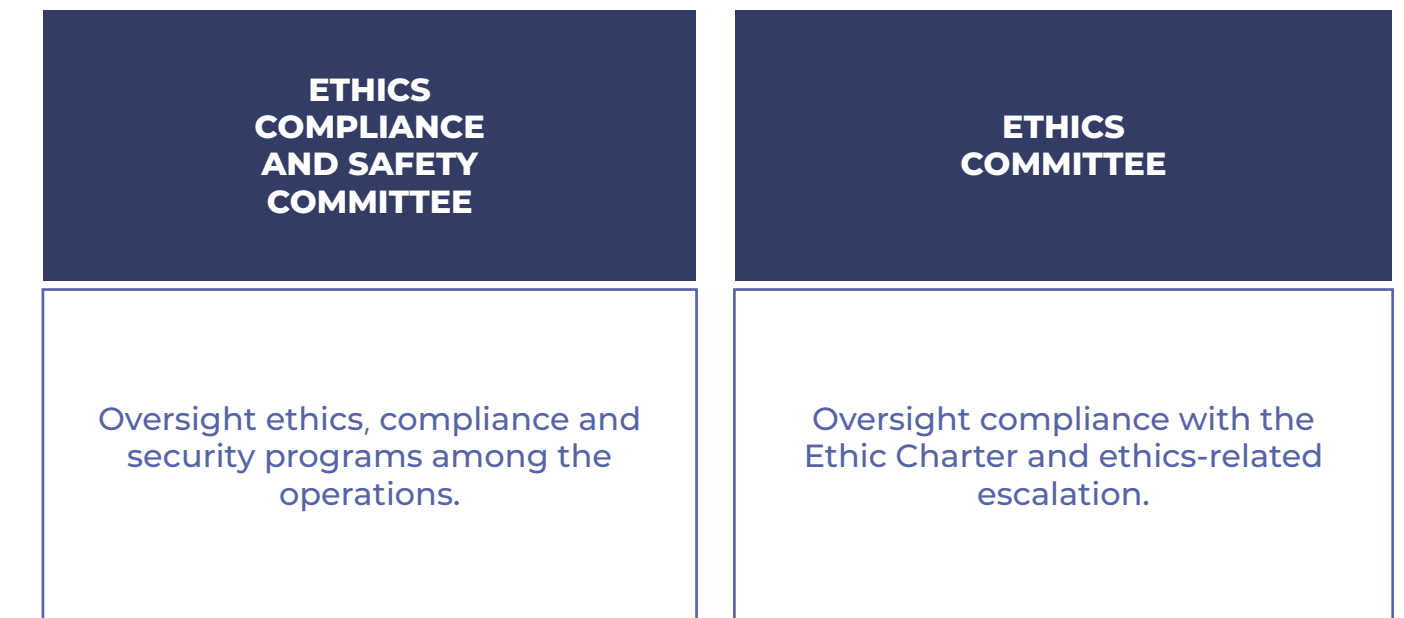 ETHICS
COMPLIANCE
AND SAFETY
COMMITTEE
Oversight ethics, compliance and
security programs among the
operations.
ETHICS
COMMITTEE
Oversight compliance with the
Ethic Charter and ethics-related
escalation.